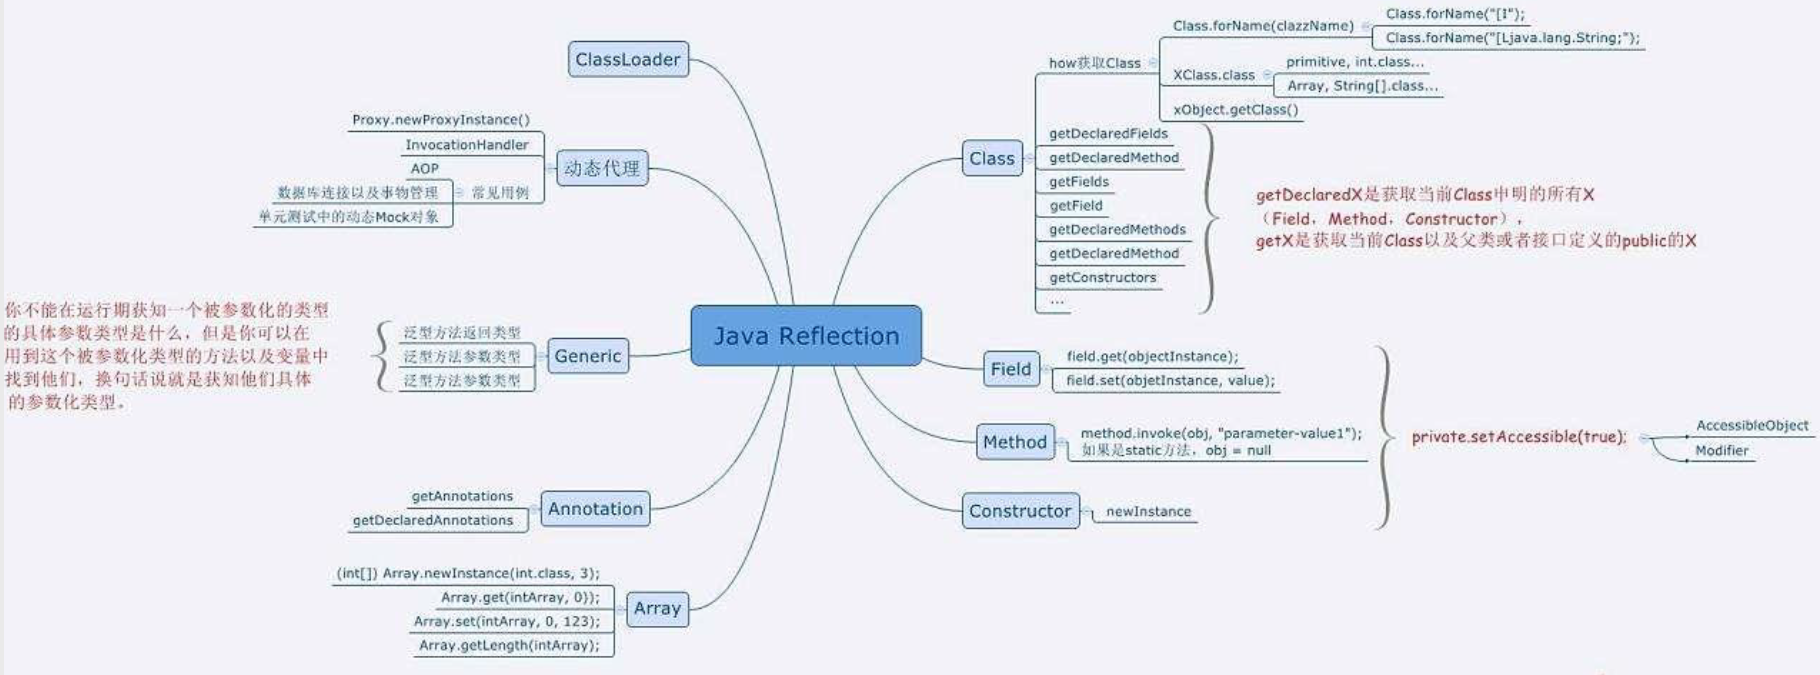 Java Reflection
ClassLoader
动态代理
Proxy.newProxyInstance()
InvocationHandler
常见用例
AOP
数据库连接以及事物管理
单元测试中的动态Mock对象
Generic
泛型方法返回类型
泛型方法参数类型
泛型方法参数类型
你不能在运行期获知一个被参数化的类型
的具体参数类型是什么，但是你可以在
用到这个被参数化类型的方法以及变量中
找到他们，换句话说就是获知他们具体
的参数化类型。
Annotation
getAnnotations
getDeclaredAnnotations
Array
(int[]) Array.newInstance(int.class, 3);
Array.get(intArray, 0));
Array.set(intArray, 0, 123);
Array.getLength(intArray);
Class
how获取Class
Class.forName(clazzName)
Class.forName("[I");
Class.forName("[Ljava.lang.String;");
XClass.class
primitive, int.class...
Array, String[].class...
xObject.getClass()
getDeclaredFields
getDeclaredMethod
getFields
getField
getDeclaredMethods
getDeclaredMethod
getConstructors
...
getDeclaredX是获取当前Class申明的所有X
（Field，Method，Constructor），
getX是获取当前Class以及父类或者接口定义的public的X
Field
field.get(objectInstance);
field.set(objetInstance, value);
Method
method.invoke(obj, "parameter-value1");
如果是static方法，obj = null
Constructor
newInstance
private.setAccessible(true);
AccessibleObject
Modifier